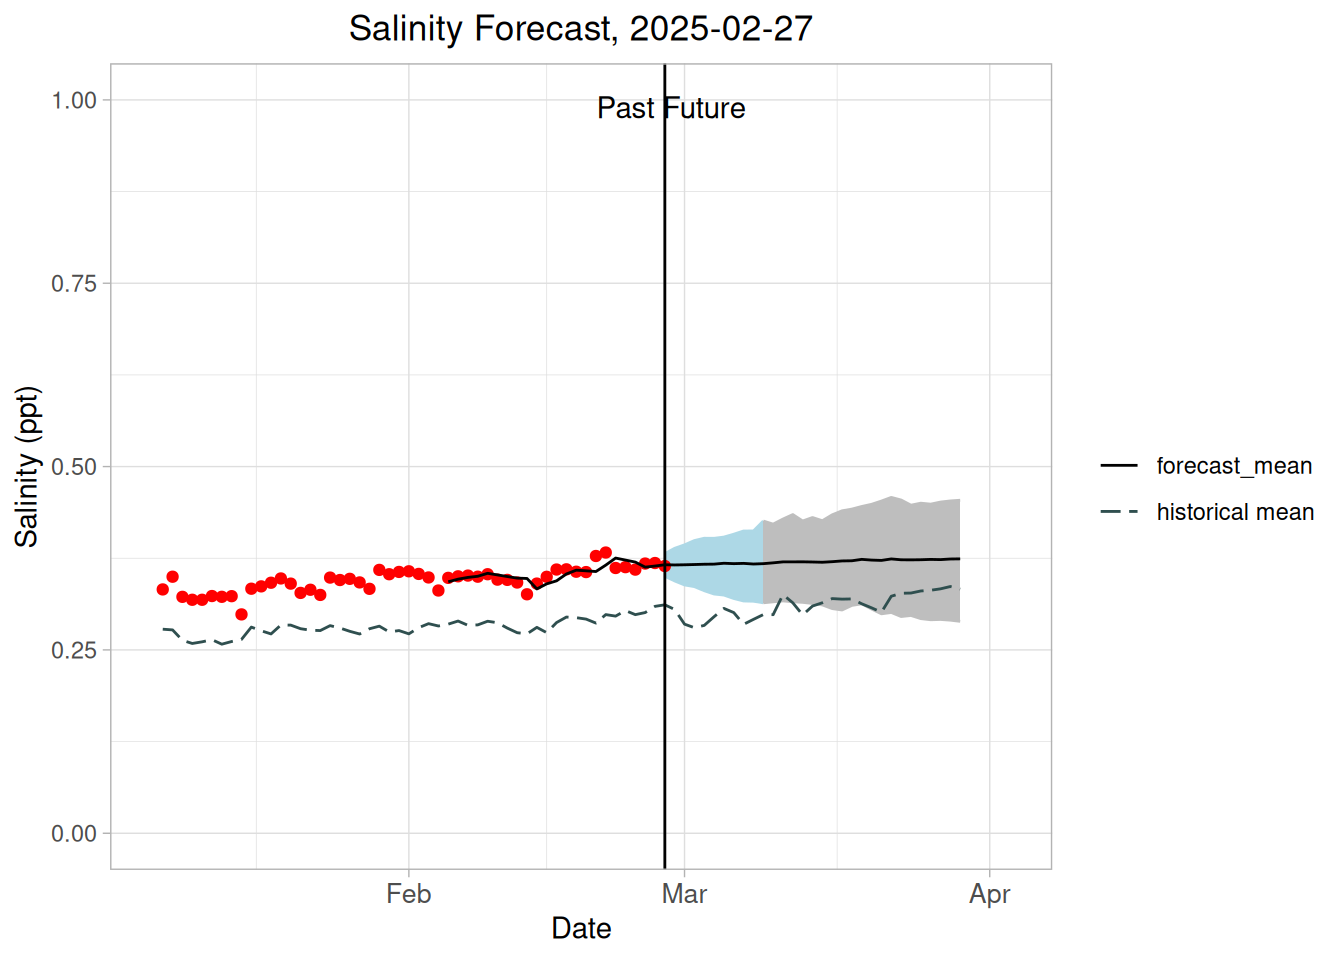 Salinity Forecast, 2025-02-27
Past Future
1.00
0.75
0.50
0.25
0.00
Salinity (ppt)
Feb Mar Apr
Date
forecast_mean
historical mean